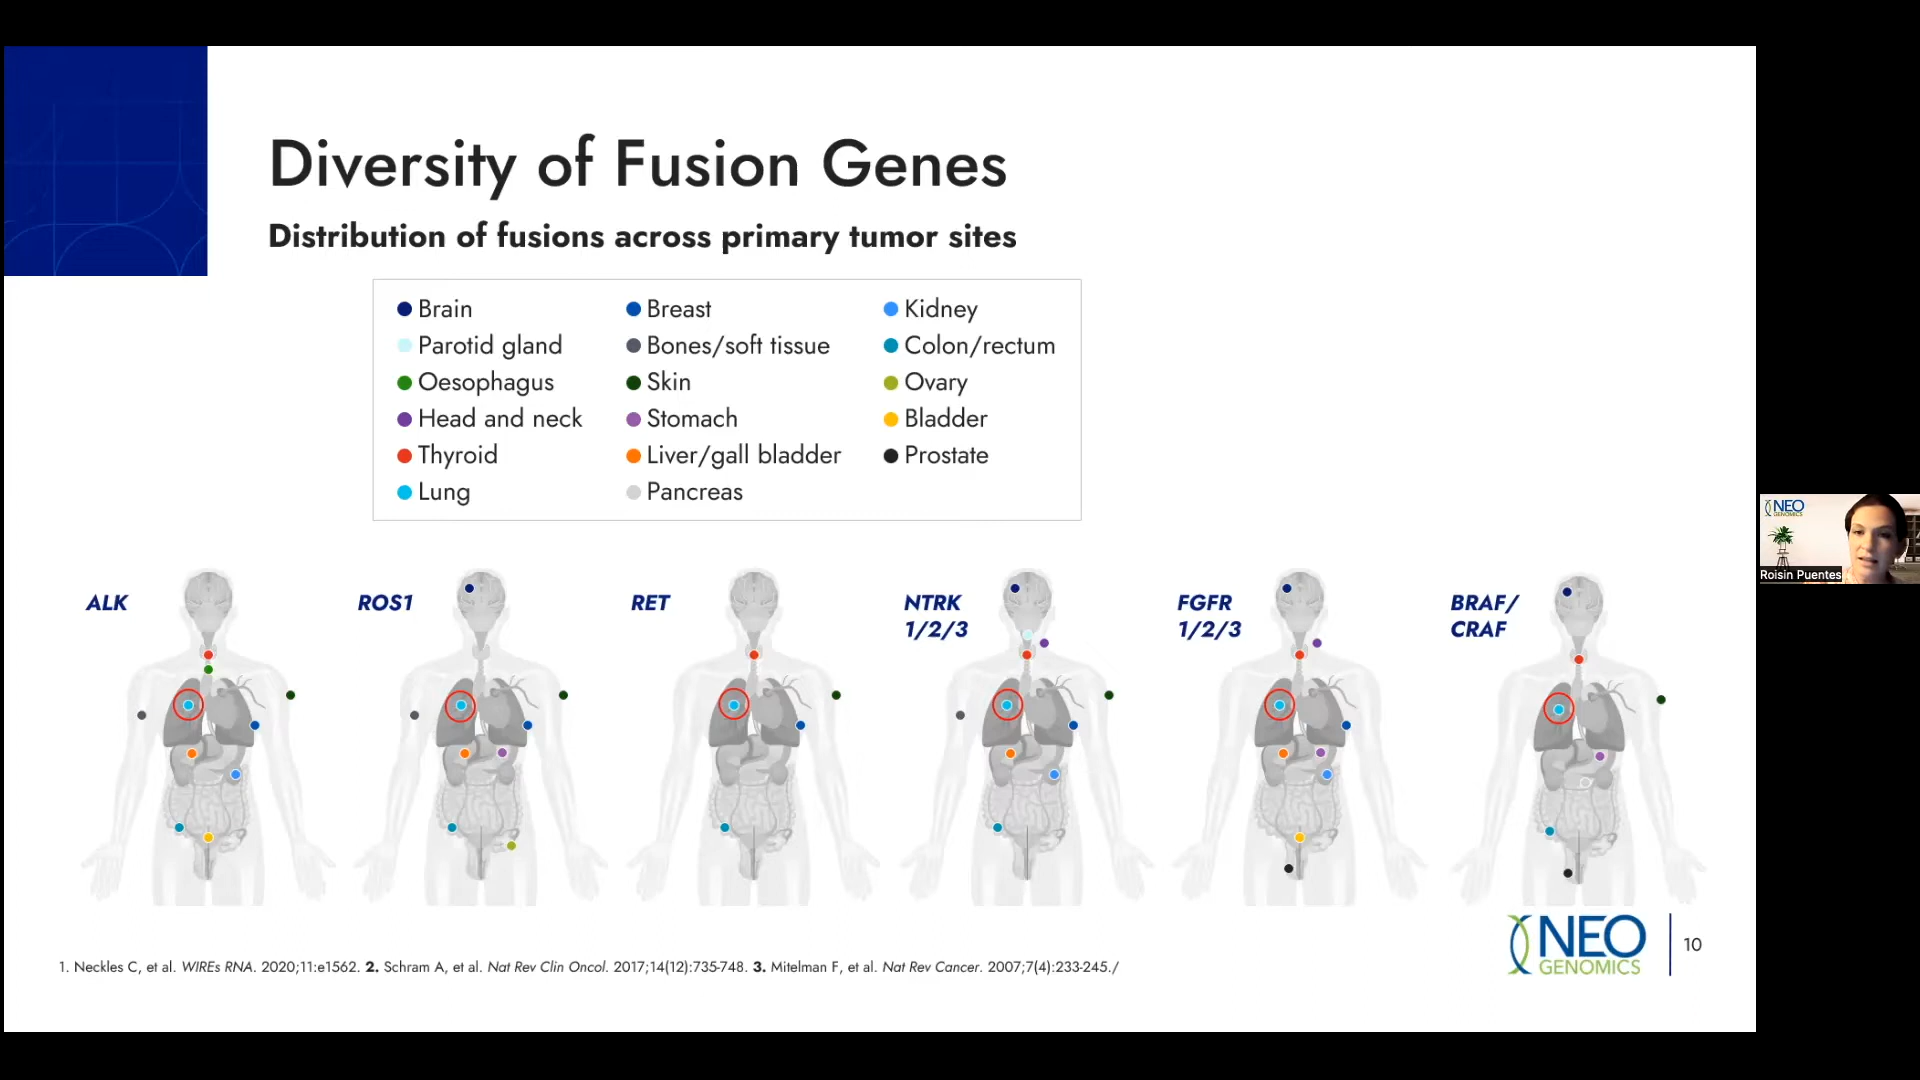 Diversity of Fusion Genes
Distribution of fusions across primary tumor sites
Brain
Parotid gland
Oesophagus
Head and neck
Thyroid
Lung
Breast
Bones/soft tissue
Skin
Stomach
Liver/gall bladder
Pancreas
Kidney
Colon/rectum
Ovary
Bladder
Prostate
ALK
ROS1
RET
NTRK
1/2/3
FGFR
1/2/3
BRAF/
CRAF
1. Neckles C, et al. WIREs RNA. 2020;11:e1562. 2. Schram A, et al. Nat Rev Clin Oncol. 2017;14(12):735-748. 3. Mitelman F, et al. Nat Rev Cancer. 2007;7(4):233-245./
NEO
GENOMICS
10
NEO
GENOMICS
Roisin Puentes